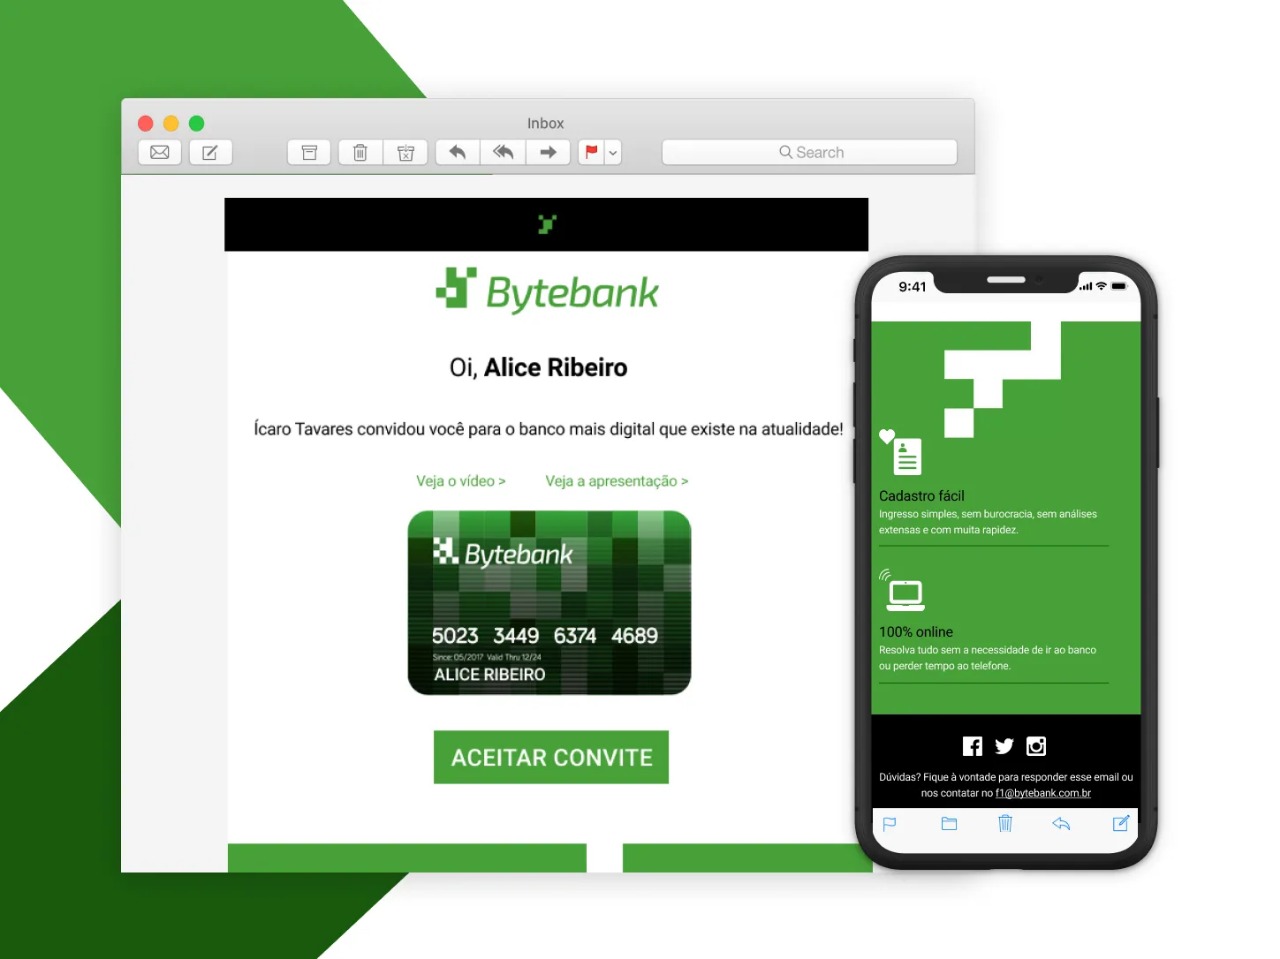 Inbox
Search
Bytebank
Oi, Alice Ribeiro
Ícaro Tavares convidou você para o banco mais digital que existe na atualidade!
Veja o vídeo >
Veja a apresentação >
Bytebank
5023 3449 6374 4689
Since: 05/2017 Valid Thru 12/24
ALICE RIBEIRO
ACEITAR CONVITE
9:41
Cadastro fácil
Ingresso simples, sem burocracia, sem análises
extensas e com muita rapidez.
100% online
Resolva tudo sem a necessidade de ir ao banco
ou perder tempo ao telefone.
Dúvidas? Fique à vontade para responder esse email ou
nos contatar no f1@bytebank.com.br